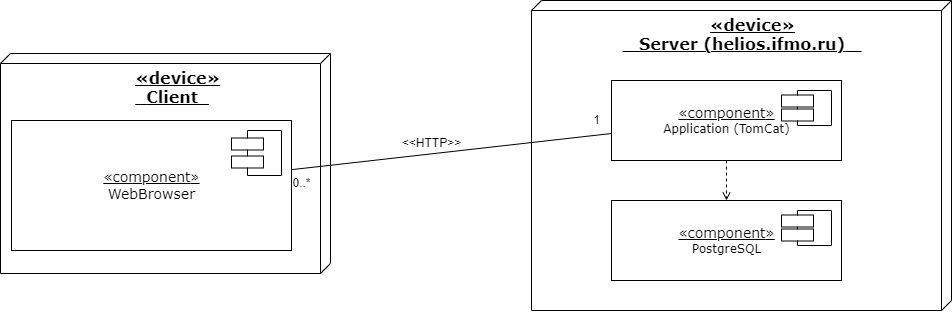 «device»
Client
«component»
WebBrowser
0..*
<<HTTP>>
1
«device»
Server (helios.ifmo.ru)
«component»
Application (TomCat)
«component»
PostgreSQL